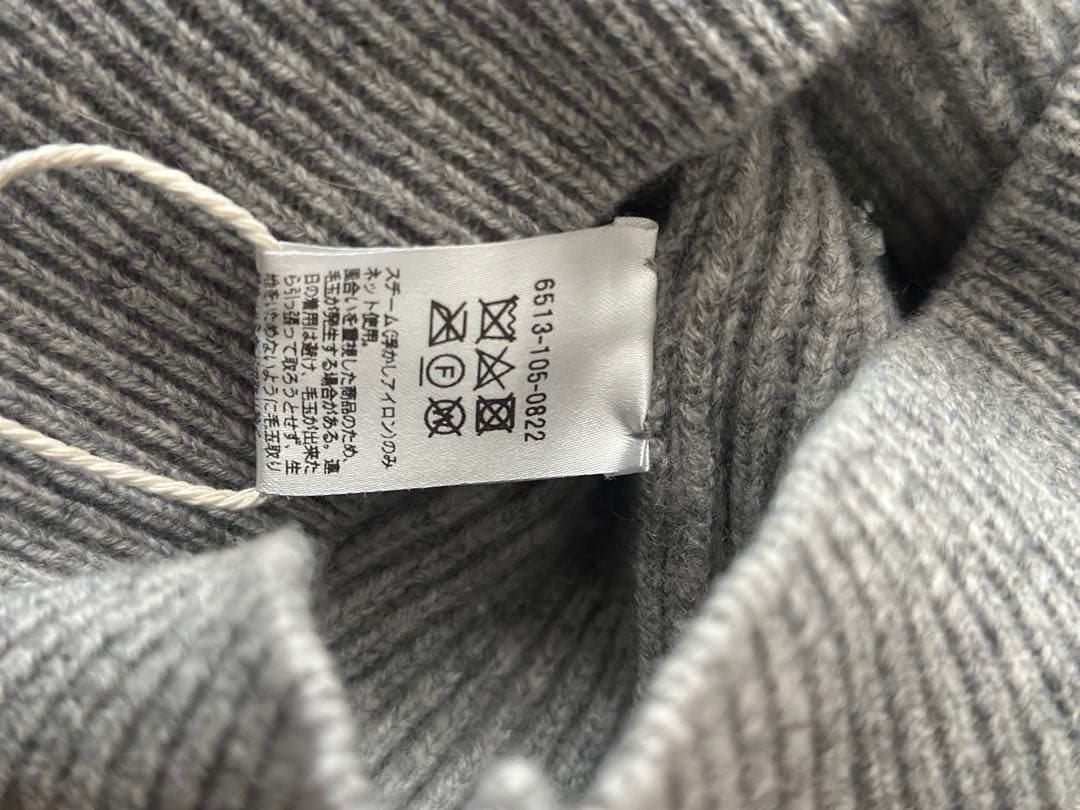 6513-105-0822
F
W
スチーム(浮かしアイロン)のみ
ネット使用。
風合いを重視した商品のため、
毛玉が発生する場合がある。連
日の着用は避け、毛玉が出来た
ら引っ張って取ろうとせず、生
地をいためないように毛玉取り